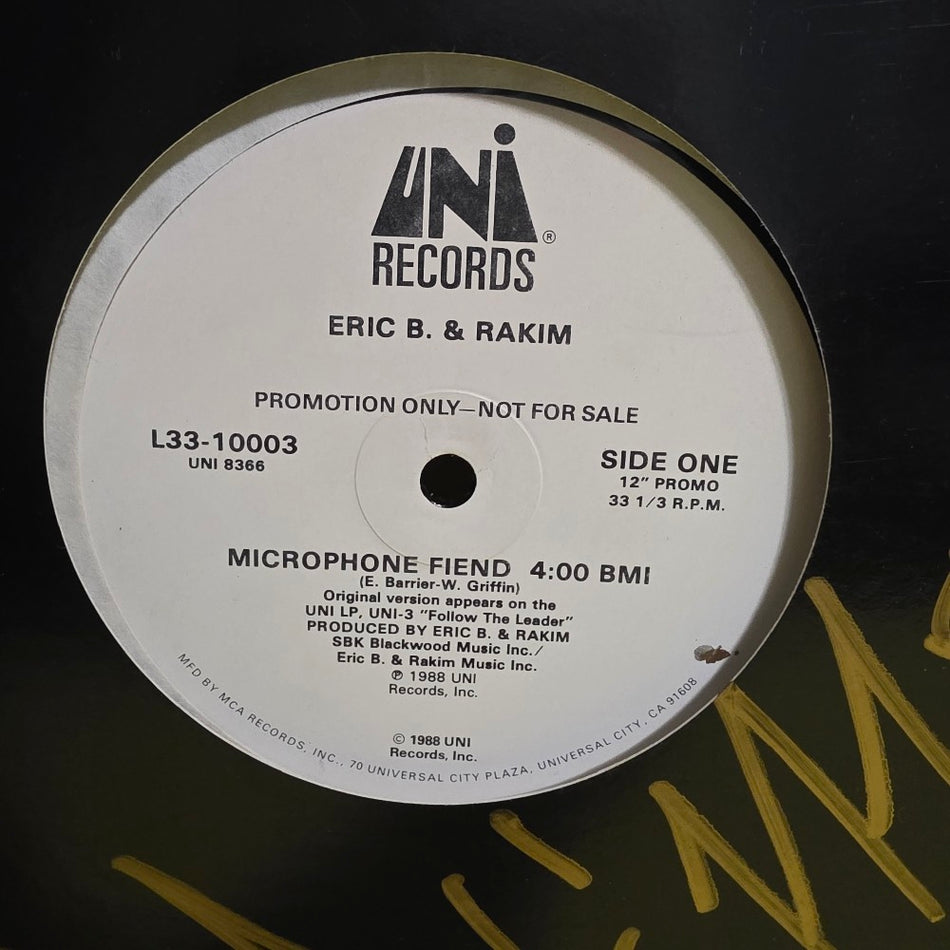 UNI ®
RECORDS
ERIC B. & RAKIM
PROMOTION ONLY—NOT FOR SALE
L33-10003
UNI 8366
SIDE ONE
12" PROMO
33 1/3 R.P.M.
MICROPHONE FIEND 4:00 BMI
(E. Barrier-W. Griffin)
Original version appears on the
UNI LP, UNI-3 "Follow The Leader"
PRODUCED BY ERIC B. & RAKIM
SBK Blackwood Music Inc./
Eric B. & Rakim Music Inc.
℗ 1988 UNI
Records, Inc.
© 1988 UNI
Records, Inc.
MFD BY MCA RECORDS, INC., 70 UNIVERSAL CITY PLAZA, UNIVERSAL CITY, CA 91608